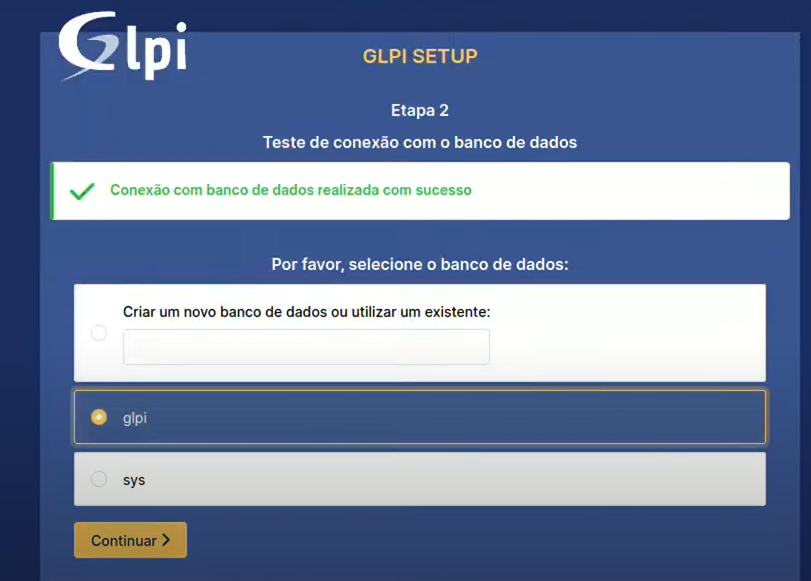 Glpi
GLPI SETUP
Etapa 2
Teste de conexão com o banco de dados
Conexão com banco de dados realizada com sucesso
Por favor, selecione o banco de dados:
Criar um novo banco de dados ou utilizar um existente:
glpi
sys
Continuar